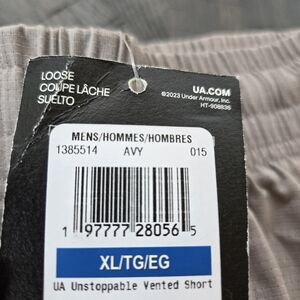 LOOSE
COUPE LÂCHE
SUELTO
UA.COM
©2023 Under Armour, Inc.
HT-908836
MENS/HOMMES/HOMBRES
1385514 AVY 015
1 97777 28056 5
XL/TG/EG
UA Unstoppable Vented Short